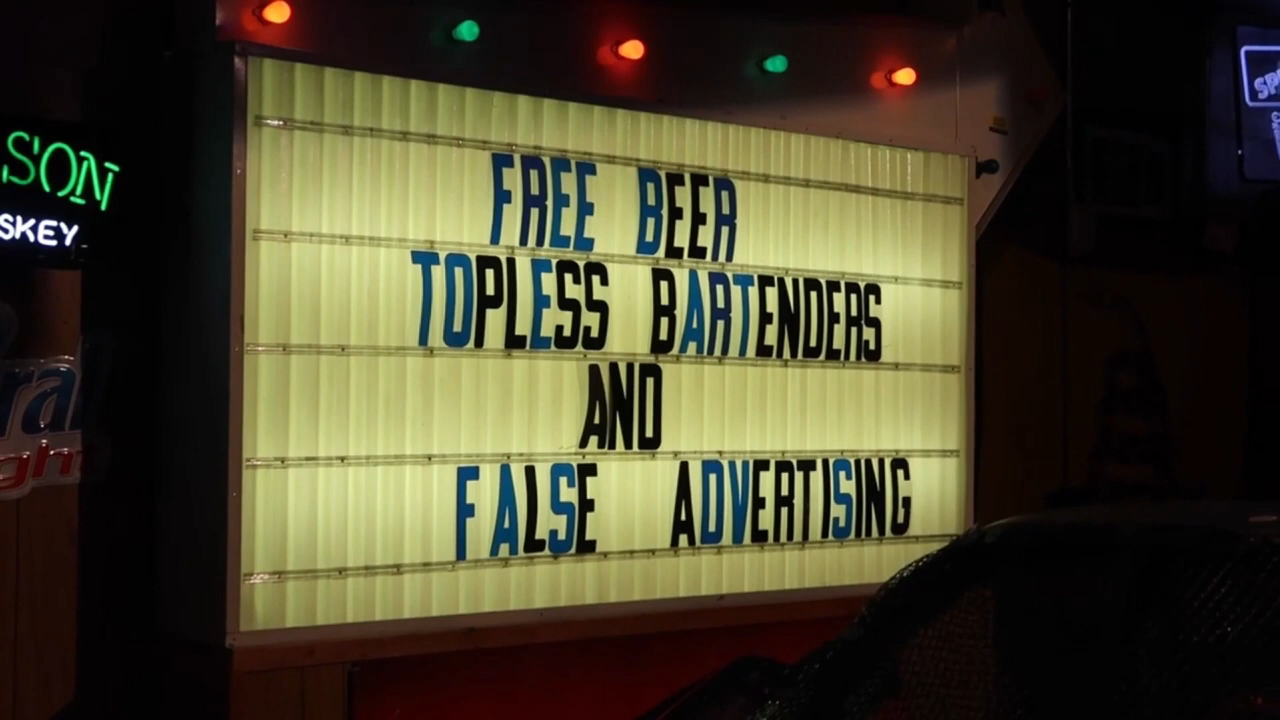 FREE BEER
TOPLESS BARTENDERS
AND
FALSE ADVERTISING
SON
SKEY